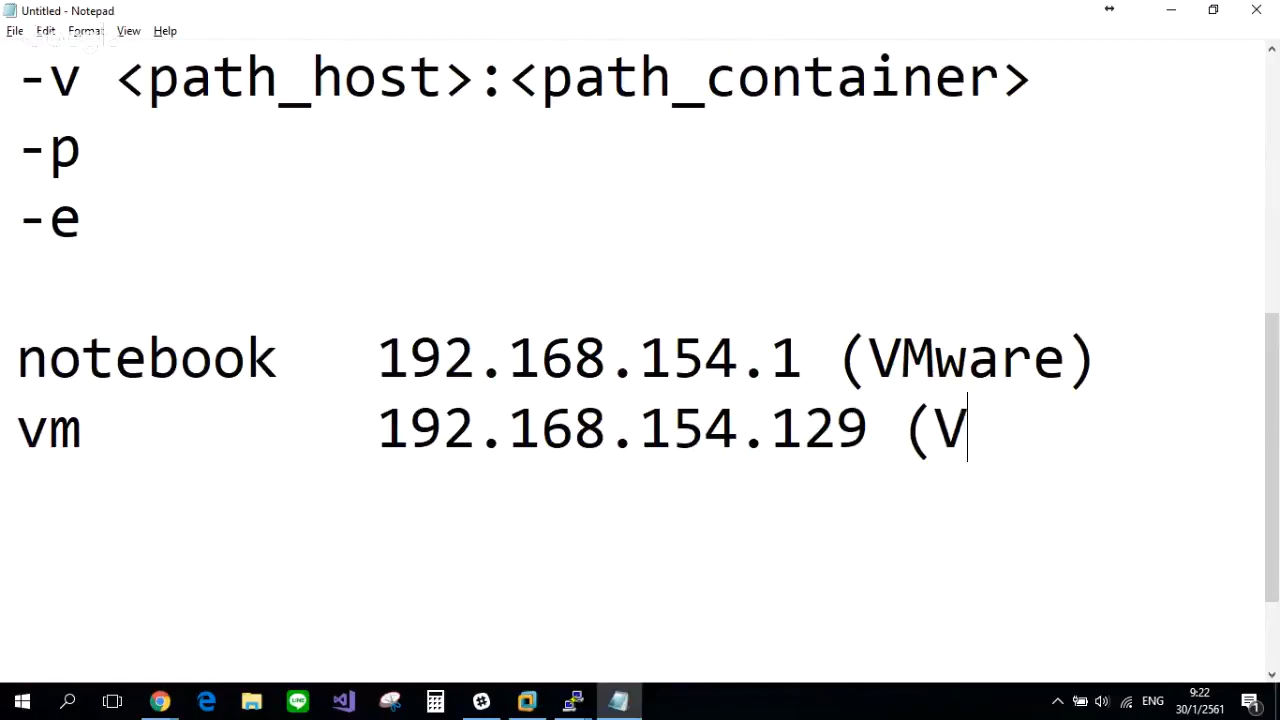 Untitled - Notepad
File Edit Format View Help
-v <path_host>:<path_container>
-p
-e
notebook 192.168.154.1 (VMware)
vm 192.168.154.129 (V
ENG
9:22
30/1/2561